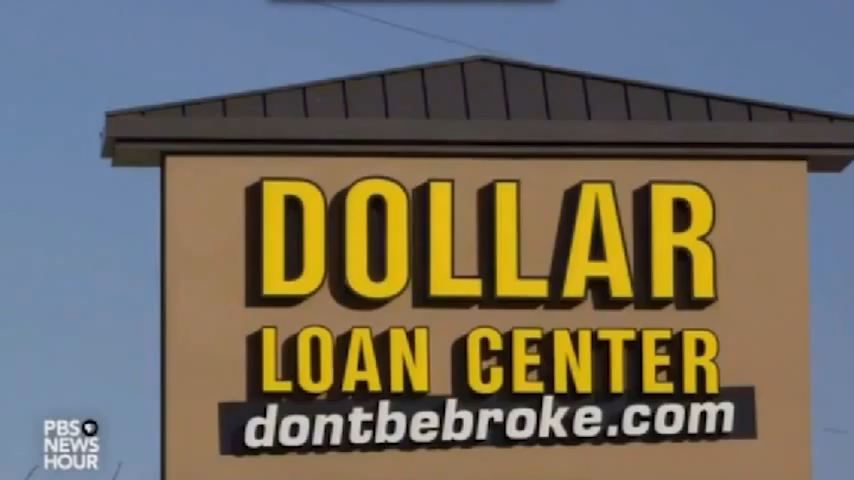 DOLLAR
LOAN CENTER
dontbebroke.com
PBS
NEWS
HOUR